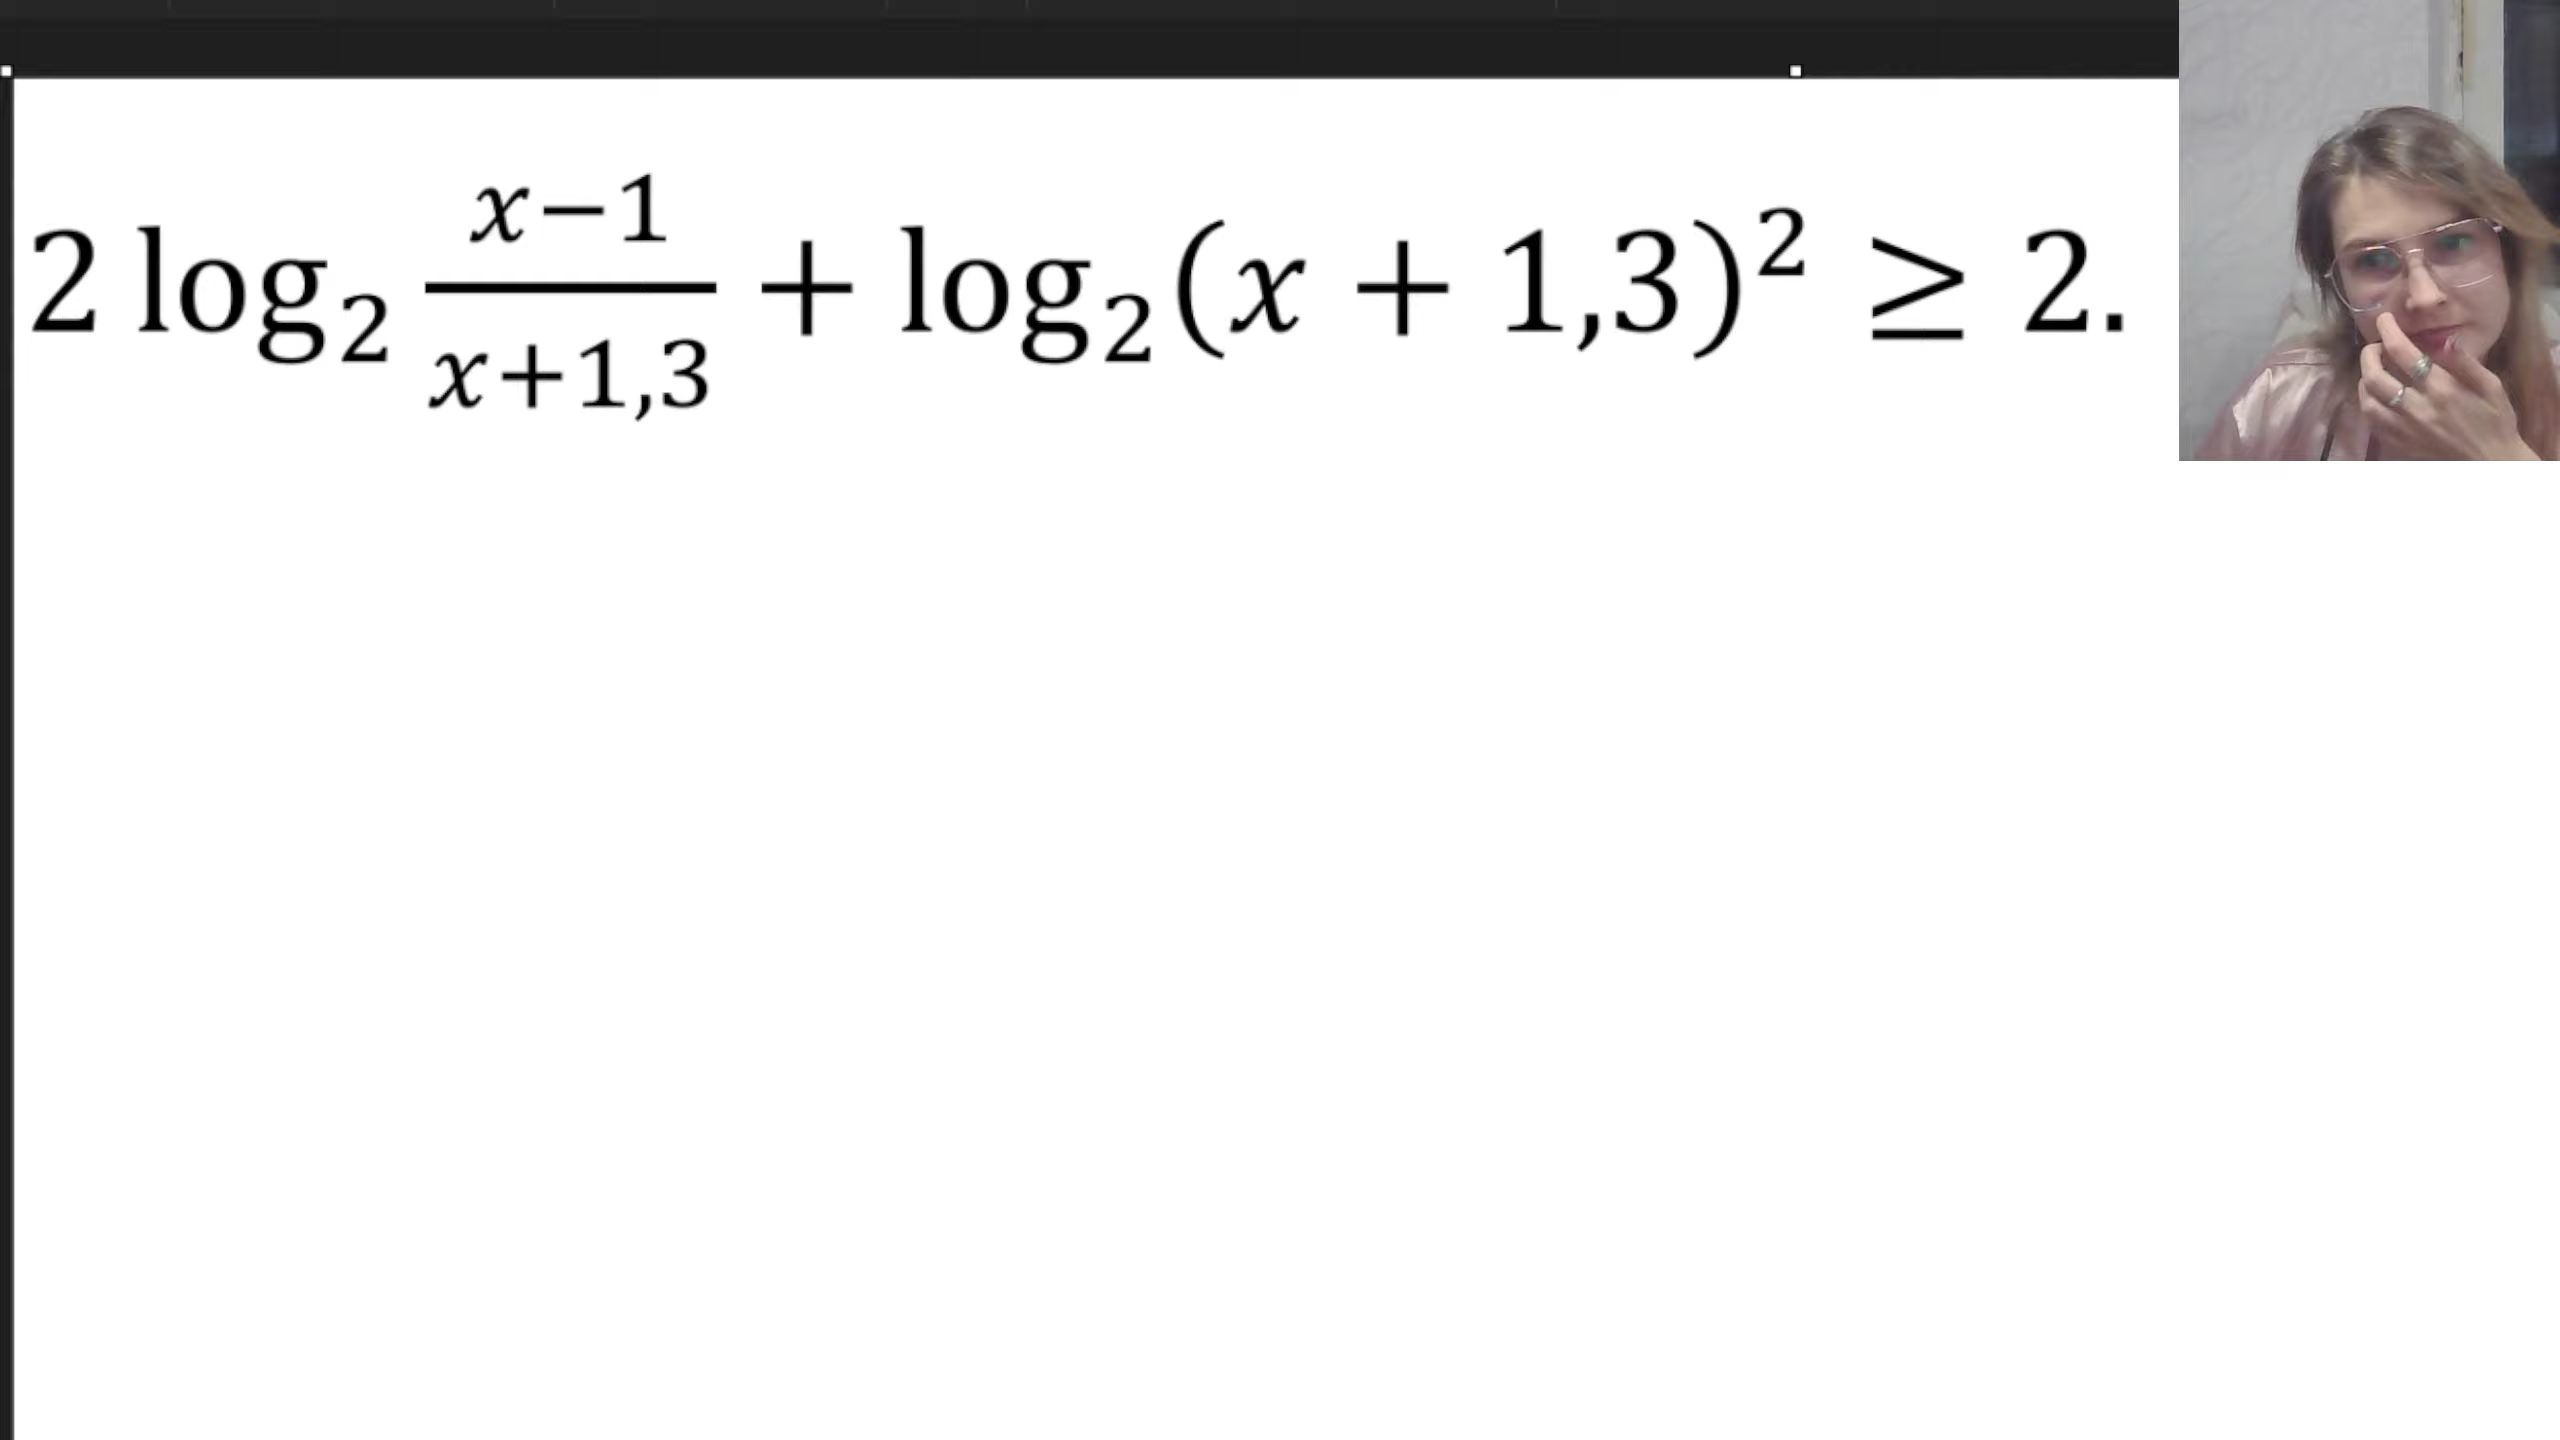 2 log₂ (x−1)/(x+1,3) + log₂(x + 1,3)² ≥ 2.